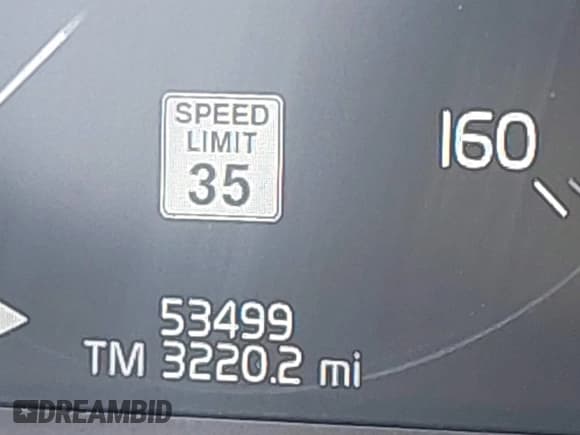 SPEED
LIMIT
35
160
53499
TM 3220.2 mi
DREAMBID